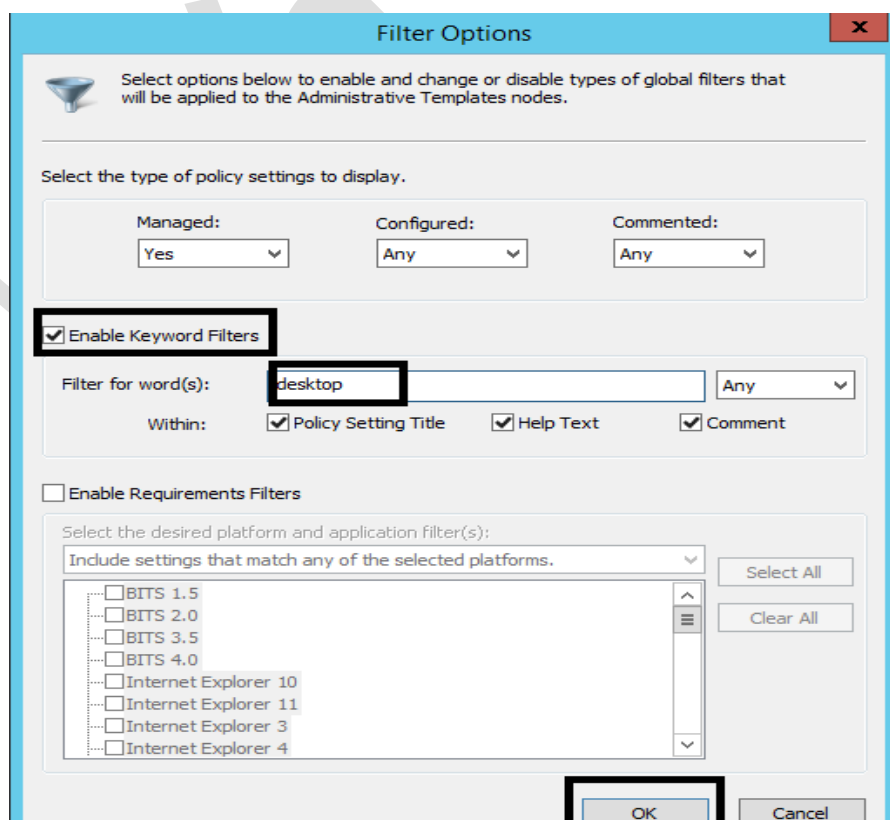 Filter Options
x
Select options below to enable and change or disable types of global filters that
will be applied to the Administrative Templates nodes.
Select the type of policy settings to display.
Managed: Configured: Commented:
Yes Any Any
Enable Keyword Filters
Filter for word(s): desktop Any
Within: Policy Setting Title Help Text Comment
Enable Requirements Filters
Select the desired platform and application filter(s):
Include settings that match any of the selected platforms. Select All
BITS 1.5
BITS 2.0 Clear All
BITS 3.5
BITS 4.0
Internet Explorer 10
Internet Explorer 11
Internet Explorer 3
Internet Explorer 4
OK Cancel